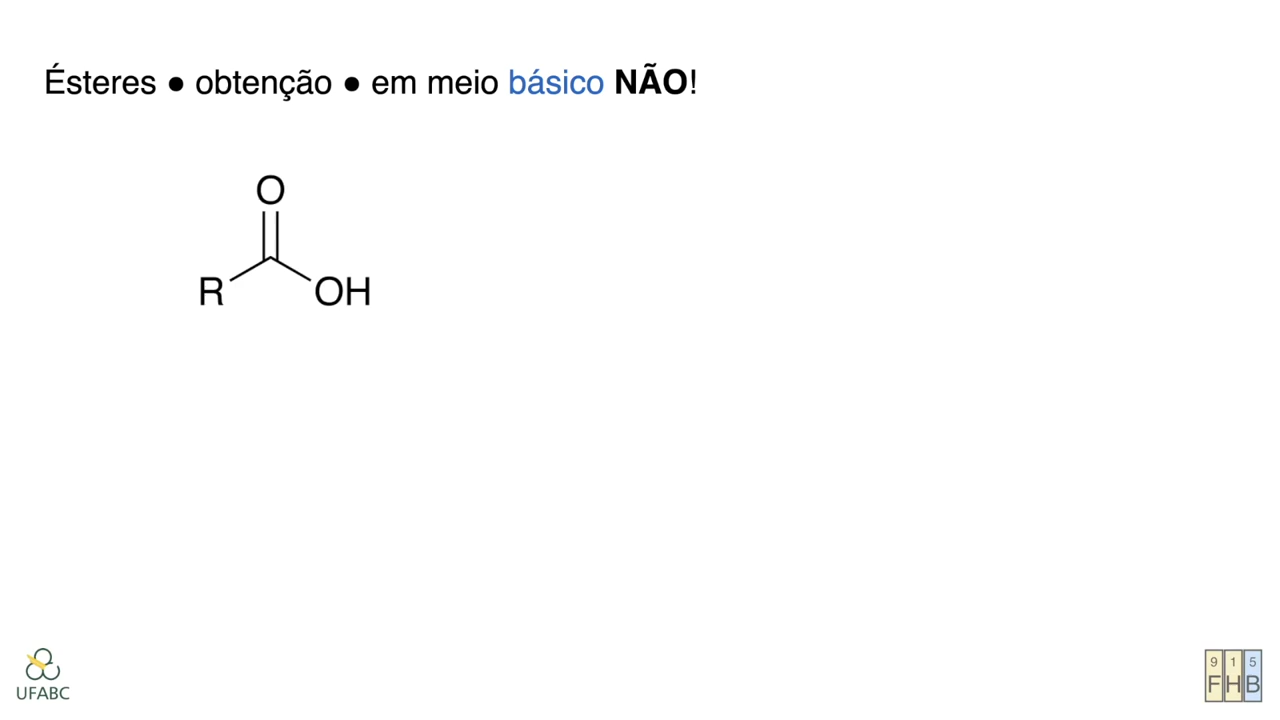 Ésteres ● obtenção ● em meio básico NÃO!
O
R OH
UFABC
9 1 5
F H B